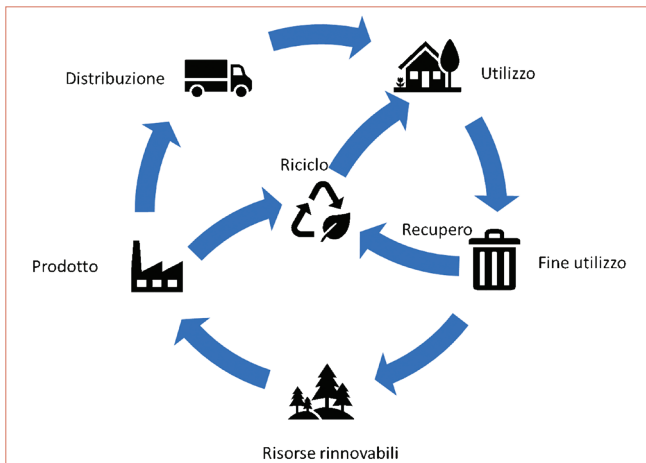 Distribuzione
Utilizzo
Riciclo
Recupero
Prodotto
Fine utilizzo
Risorse rinnovabili